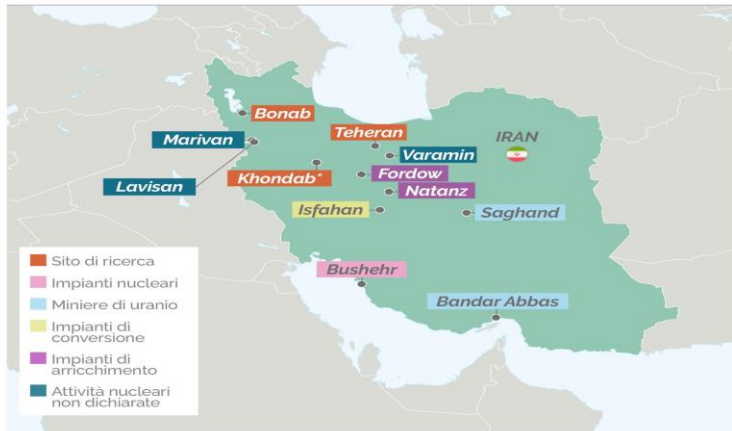 Bonab
Teheran
IRAN
Marivan
Varamin
Lavisan
Khondab*
Fordow
Natanz
Isfahan
Saghand
Bushehr
Bandar Abbas
Sito di ricerca
Impianti nucleari
Miniere di uranio
Impianti di
conversione
Impianti di
arricchimento
Attività nucleari
non dichiarate